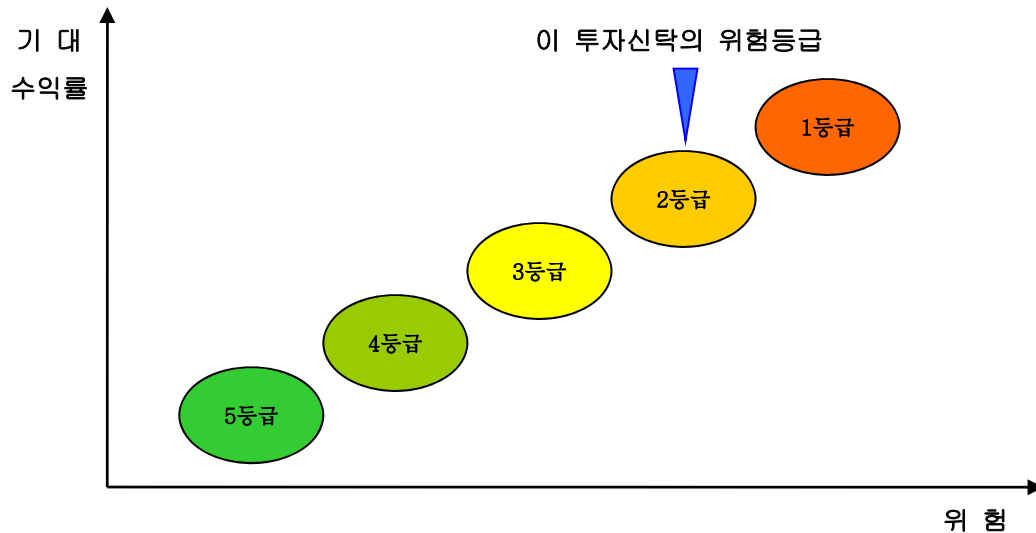 기 대
수익률
이 투자신탁의 위험등급
1등급
2등급
3등급
4등급
5등급
위 험